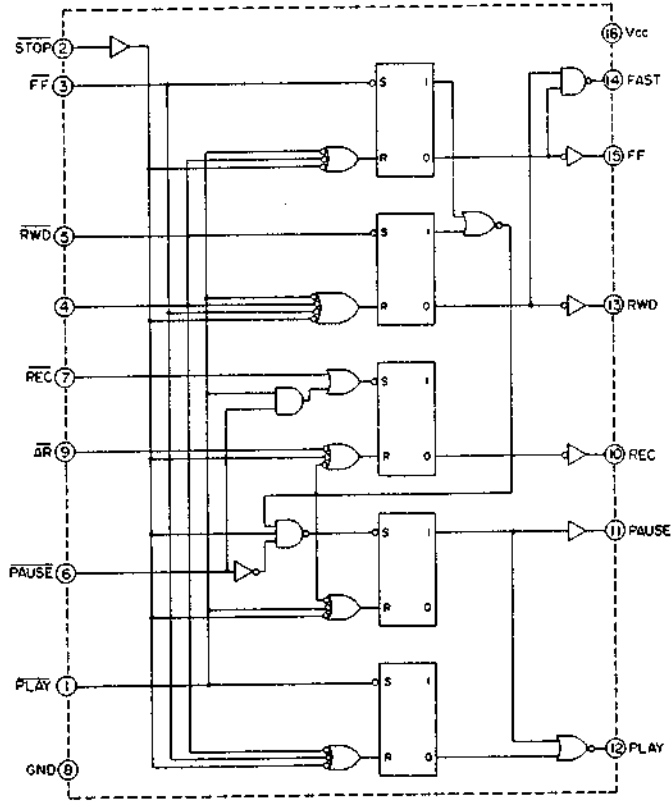 16 Vcc
STOP 2
FF 3
S 1
14 FAST
R 0
15 FF
RWD 5
S 1
4
R 0
13 RWD
REC 7
S 1
AR 9
R 0
10 REC
S 1
11 PAUSE
PAUSE 6
R 0
PLAY 1
S 1
R 0
12 PLAY
GND 8